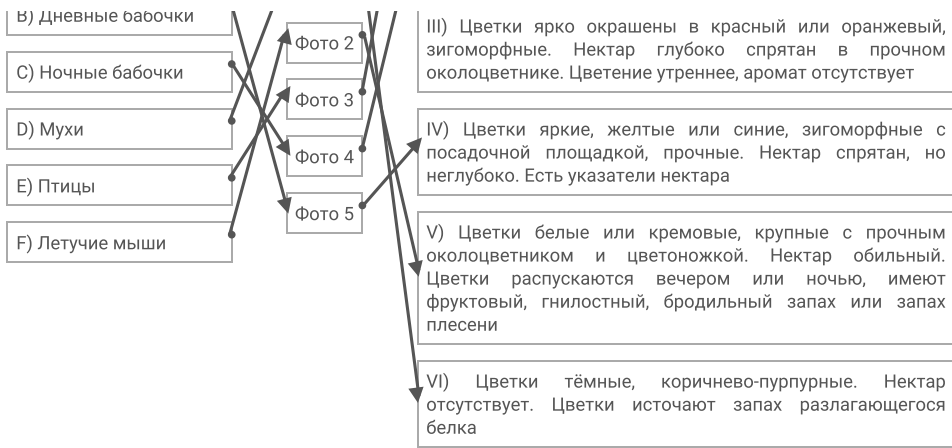 B) Дневные бабочки
C) Ночные бабочки
D) Мухи
E) Птицы
F) Летучие мыши
Фото 2
Фото 3
Фото 4
Фото 5
III) Цветки ярко окрашены в красный или оранжевый,
зигоморфные. Нектар глубоко спрятан в прочном
околоцветнике. Цветение утреннее, аромат отсутствует
IV) Цветки яркие, желтые или синие, зигоморфные с
посадочной площадкой, прочные. Нектар спрятан, но
неглубоко. Есть указатели нектара
V) Цветки белые или кремовые, крупные с прочным
околоцветником и цветоножкой. Нектар обильный.
Цветки распускаются вечером или ночью, имеют
фруктовый, гнилостный, бродильный запах или запах
плесени
VI) Цветки тёмные, коричнево-пурпурные. Нектар
отсутствует. Цветки источают запах разлагающегося
белка